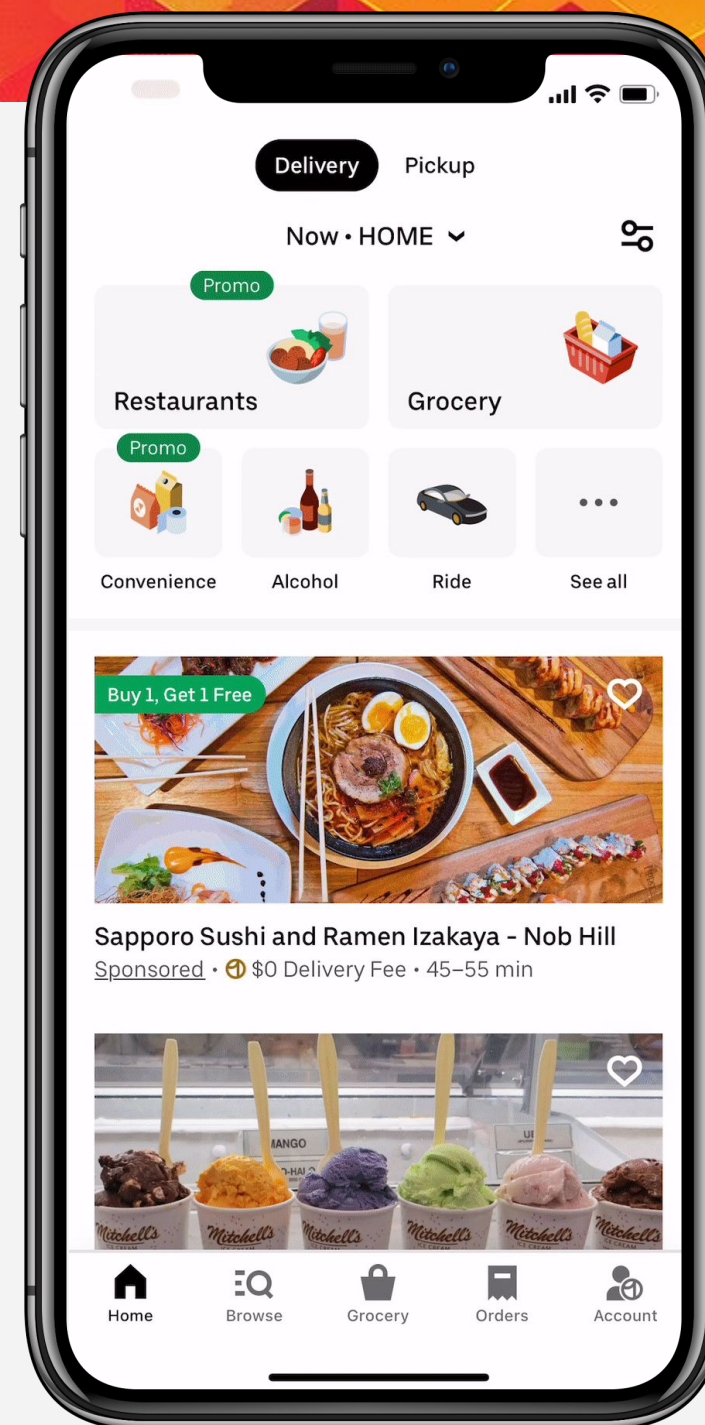 Delivery Pickup
Now • HOME
Promo
Restaurants
Grocery
Promo
Convenience
Alcohol
Ride
See all
Buy 1, Get 1 Free
Sapporo Sushi and Ramen Izakaya - Nob Hill
Sponsored • $0 Delivery Fee • 45–55 min
MANGO
Mitchell's
Mitchell's
Mitchell's
Mitchell's
Mitchell's
Mitchell's
Home
Browse
Grocery
Orders
Account